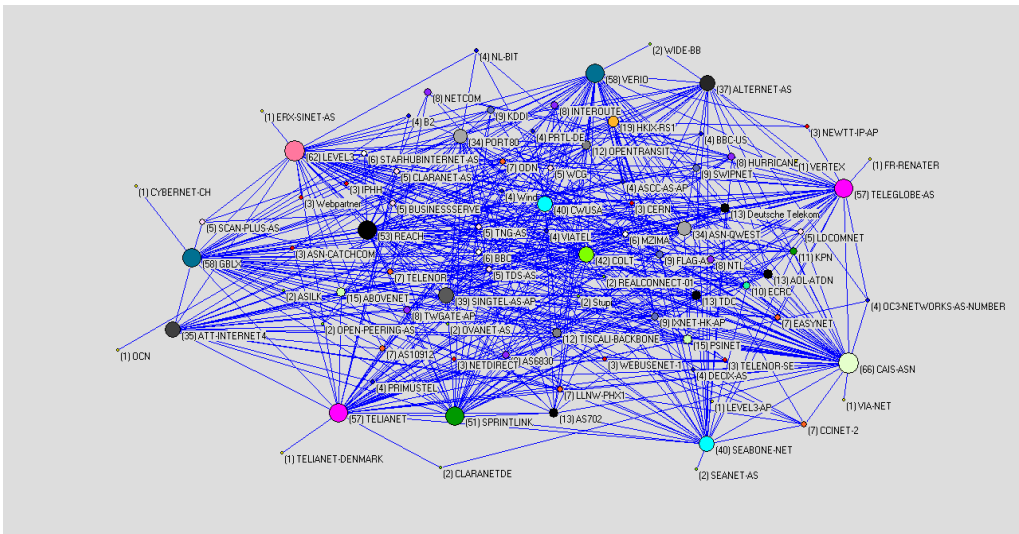 (2) WIDE-BB
(4) NL-BIT
(58) VERIO
(37) ALTERNET-AS
(8) NETCOM
(1) ERX-SINET-AS
(9) KDDI
(8) INTEROUTE
(4) B2
(19) HKIX-RS1
(3) NEWTT-IP-AP
(34) PORT80
(4) PRTL-DE
(4) BBC-US
(12) OPENTRANSIT
(62) LEVEL3
(6) STARHUBINTERNET-AS
(7) ODN
(8) HURRICANE
(1) VERTEX
(1) FR-RENATER
(5) CLARANET-AS
(5) WCG
(9) SWIPNET
(1) CYBERNET-CH
(3) IPHH
(4) ASCC-AS-AP
(57) TELEGLOBE-AS
(3) Webpartner
(4) Wind
(5) BUSINESSSERVE
(40) CWUSA
(3) CERN
(13) Deutsche Telekom
(5) SCAN-PLUS-AS
(53) REACH
(5) TNG-AS
(4) VIATEL
(6) MZIMA
(34) ASN-QWEST
(5) LDCOMNET
(3) ASN-CATCHCOM
(58) GBLX
(6) BBC
(42) COLT
(9) FLAG-AS
(8) NTL
(11) KPN
(7) TELENOR
(5) TDS-AS
(2) REALCONNECT-01
(13) AOL-ATDN
(10) ECRC
(2) ASILK
(15) ABOVENET
(39) SINGTEL-AS-AP
(2) Stupi
(13) TDC
(4) OC3-NETWORKS-AS-NUMBER
(8) TWGATE-AP
(9) IXNET-HK-AP
(7) EASYNET
(35) ATT-INTERNET4
(2) OPEN-PEERING-AS
(2) OVANET-AS
(12) TISCALI-BACKBONE
(15) PSINET
(1) OCN
(7) AS10912
(3) NETDIRECT
AS6830
(3) WEBUSENET-1
(3) TELENOR-SE
(66) CAIS-ASN
(4) PRIMUSTEL
(4) DECIX-AS
(7) LLNW-PHX1
(57) TELIANET
(51) SPRINTLINK
(13) AS702
(1) LEVEL3-AP
(1) VIA-NET
(7) CCINET-2
(40) SEABONE-NET
(1) TELIANET-DENMARK
(2) CLARANETDE
(2) SEANET-AS